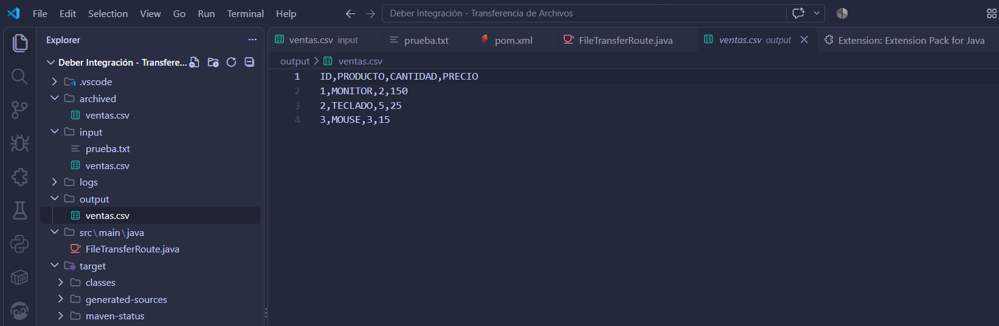 File Edit Selection View Go Run Terminal Help
Deber Integración - Transferencia de Archivos
Explorer
Deber Integración - Transfere...
.vscode
archived
ventas.csv
input
prueba.txt
ventas.csv
logs
output
ventas.csv
src\main\java
FileTransferRoute.java
target
classes
generated-sources
maven-status
ventas.csv input
prueba.txt
pom.xml
FileTransferRoute.java
ventas.csv output
Extension: Extension Pack for Java
output > ventas.csv
1 ID,PRODUCTO,CANTIDAD,PRECIO
2 1,MONITOR,2,150
3 2,TECLADO,5,25
4 3,MOUSE,3,15